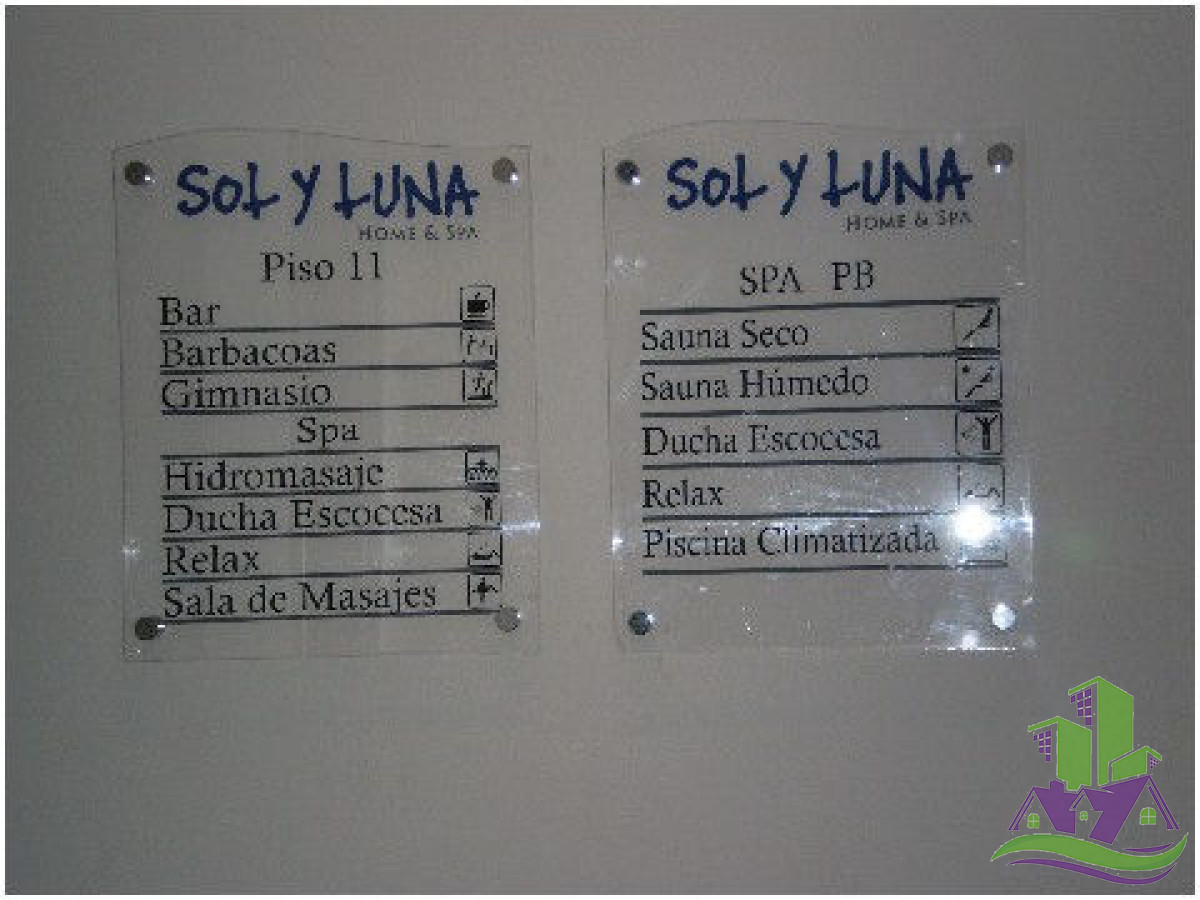 SOL Y LUNA
HOME & SPA
Piso 11
Bar
Barbacoas
Gimnasio
Spa
Hidromasaje
Ducha Escocesa
Relax
Sala de Masajes
SOL Y LUNA
HOME & SPA
SPA PB
Sauna Seco
Sauna Húmedo
Ducha Escocesa
Relax
Piscina Climatizada